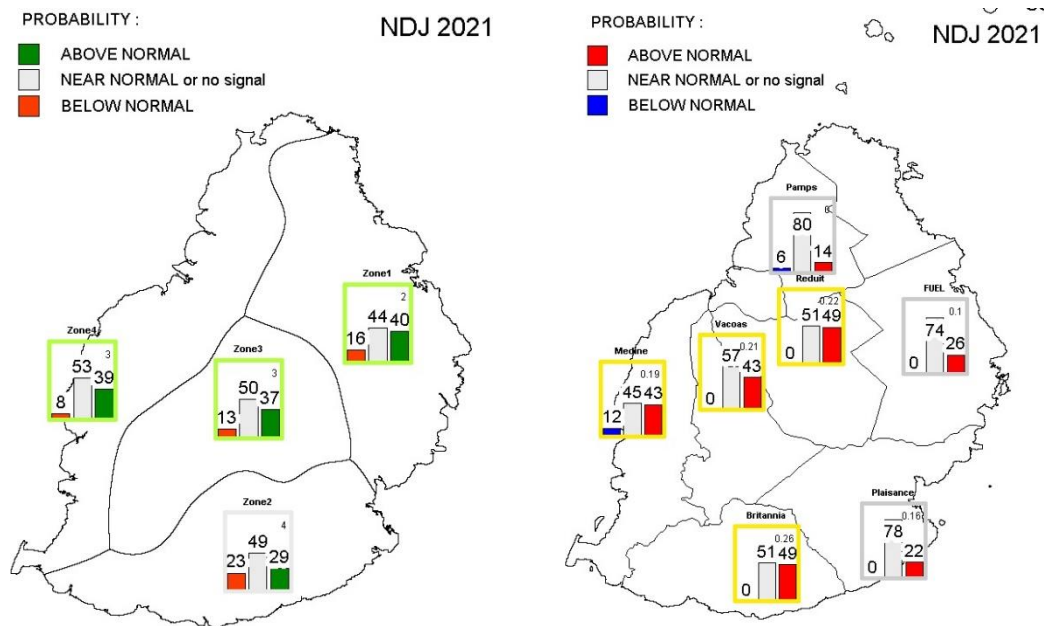 PROBABILITY :
NDJ 2021
ABOVE NORMAL
NEAR NORMAL or no signal
BELOW NORMAL
Zone1
2
16 44 40
Zone4
3
8 53 39
Zone3
3
13 50 37
Zone2
4
23 49 29
PROBABILITY :
NDJ 2021
ABOVE NORMAL
NEAR NORMAL or no signal
BELOW NORMAL
Pamps
6 80 14
Reduit
0.22
0 51 49
FUEL
0.1
0 74 26
Vacoas
0.21
0 57 43
Medine
0.19
12 45 43
Plaisance
0.16
0 78 22
Britannia
0.26
0 51 49